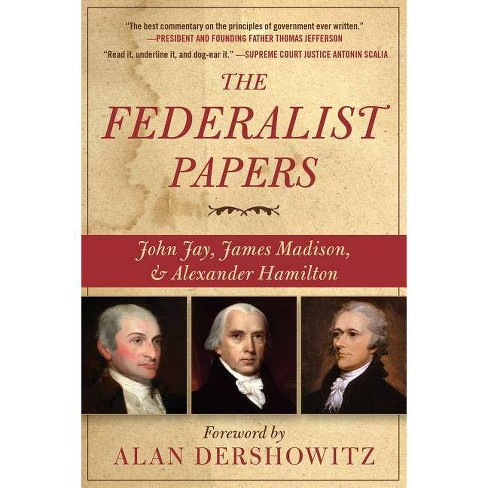 "The best commentary on the principles of government ever written."
—PRESIDENT AND FOUNDING FATHER THOMAS JEFFERSON
"Read it, underline it, and dog-ear it." —SUPREME COURT JUSTICE ANTONIN SCALIA
THE
FEDERALIST
PAPERS
John Jay, James Madison,
& Alexander Hamilton
Foreword by
ALAN DERSHOWITZ